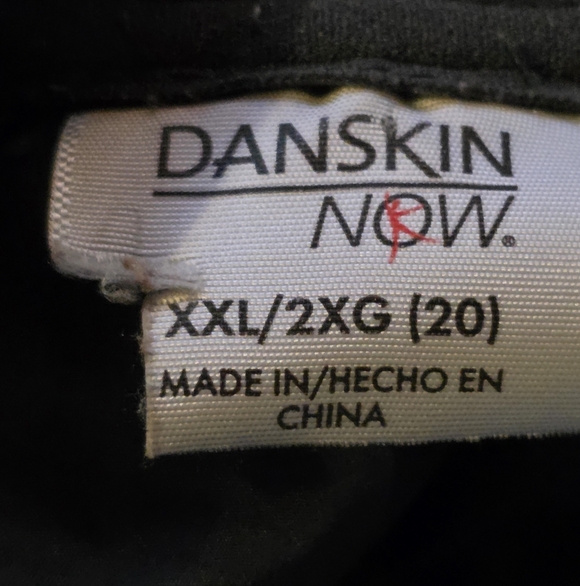 DANSKIN
NOW.®
XXL/2XG (20)
MADE IN/HECHO EN
CHINA